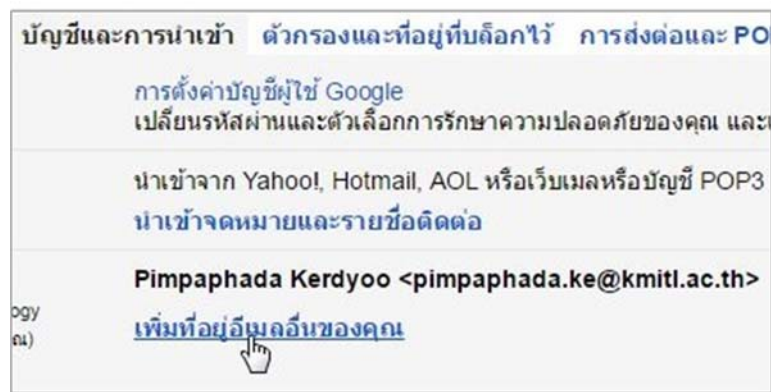 บัญชีและการนำเข้า ตัวกรองและที่อยู่ที่บล็อกไว้ การส่งต่อและ PO
การตั้งค่าบัญชีผู้ใช้ Google
เปลี่ยนรหัสผ่านและตัวเลือกการรักษาความปลอดภัยของคุณ และเ
นำเข้าจาก Yahoo!, Hotmail, AOL หรือเว็บเมลหรือบัญชี POP3
นำเข้าจดหมายและรายชื่อติดต่อ
Pimpaphada Kerdyoo <pimpaphada.ke@kmitl.ac.th>
ogy
ณ) เพิ่มที่อยู่อีเมลอื่นของคุณ